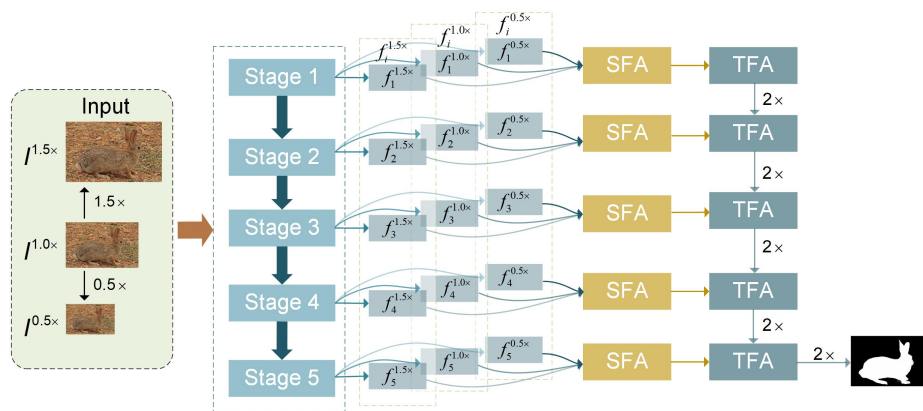 Input
I^{1.5×}
1.5×
I^{1.0×}
0.5×
I^{0.5×}
f_i^{1.5×} f_i^{1.0×} f_i^{0.5×}
Stage 1 f_1^{1.5×} f_1^{1.0×} f_1^{0.5×} SFA TFA
2×
Stage 2 f_2^{1.5×} f_2^{1.0×} f_2^{0.5×} SFA TFA
2×
Stage 3 f_3^{1.5×} f_3^{1.0×} f_3^{0.5×} SFA TFA
2×
Stage 4 f_4^{1.5×} f_4^{1.0×} f_4^{0.5×} SFA TFA
2×
Stage 5 f_5^{1.5×} f_5^{1.0×} f_5^{0.5×} SFA TFA 2×